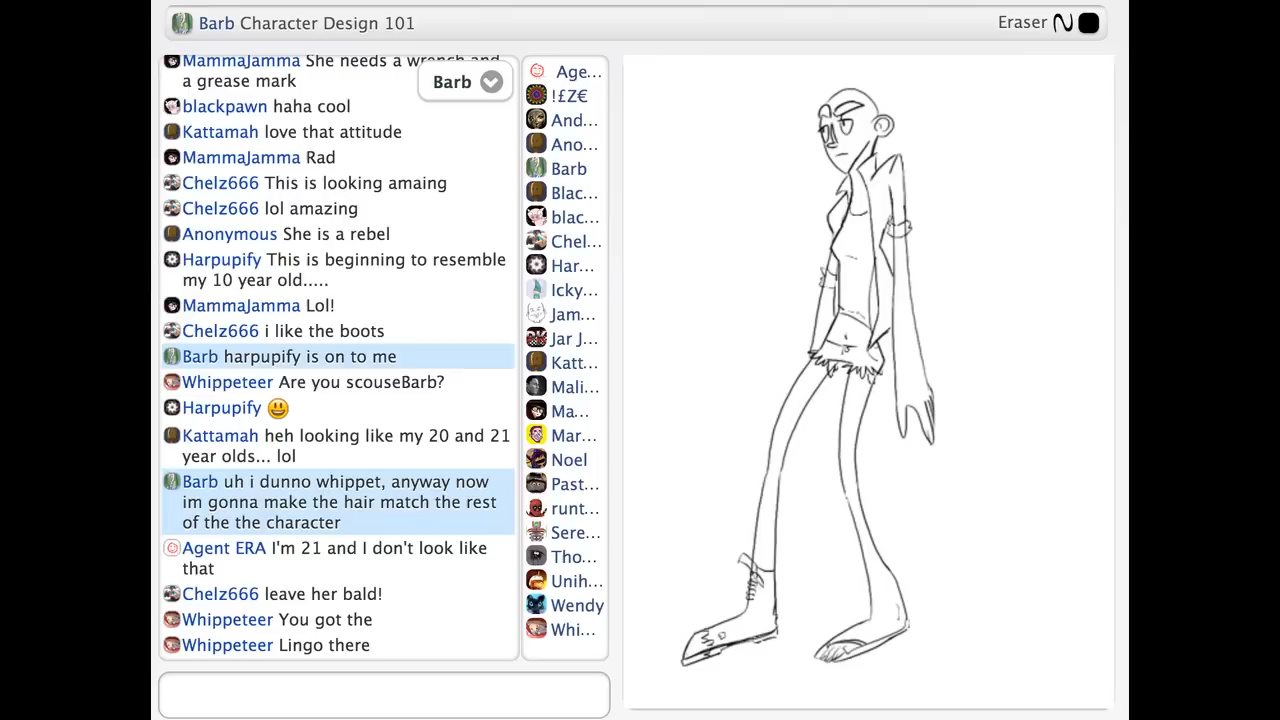 Barb Character Design 101
Eraser
MammaJamma She needs a wrench and
a grease mark
Barb
blackpawn haha cool
Kattamah love that attitude
MammaJamma Rad
Chelz666 This is looking amaing
Chelz666 lol amazing
Anonymous She is a rebel
Harpupify This is beginning to resemble
my 10 year old.....
MammaJamma Lol!
Chelz666 i like the boots
Barb harpupify is on to me
Whippeteer Are you scouseBarb?
Harpupify
Kattamah heh looking like my 20 and 21
year olds... lol
Barb uh i dunno whippet, anyway now
im gonna make the hair match the rest
of the the character
Agent ERA I'm 21 and I don't look like
that
Chelz666 leave her bald!
Whippeteer You got the
Whippeteer Lingo there
Age...
!£Z€
And...
Ano...
Barb
Blac...
blac...
Chel...
Har...
Icky...
Jam...
Jar J...
Katt...
Mali...
Ma...
Mar...
Noel
Past...
runt...
Sere...
Tho...
Unih...
Wendy
Whi...